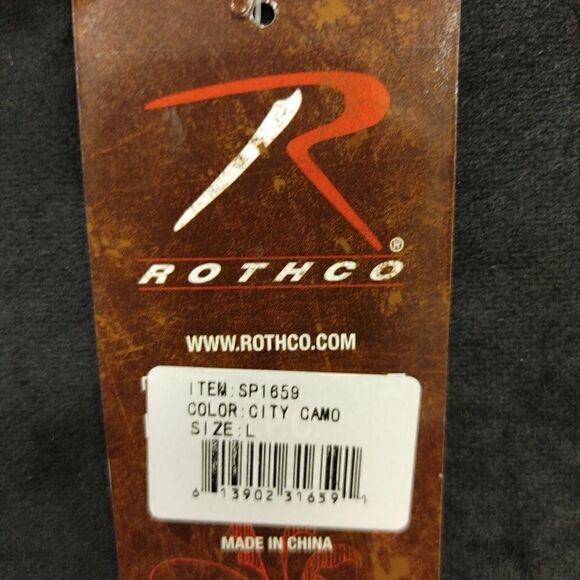 R®
ROTHCO
WWW.ROTHCO.COM
ITEM:SP1659
COLOR:CITY CAMO
SIZE:L
6 13902 31659 1
MADE IN CHINA